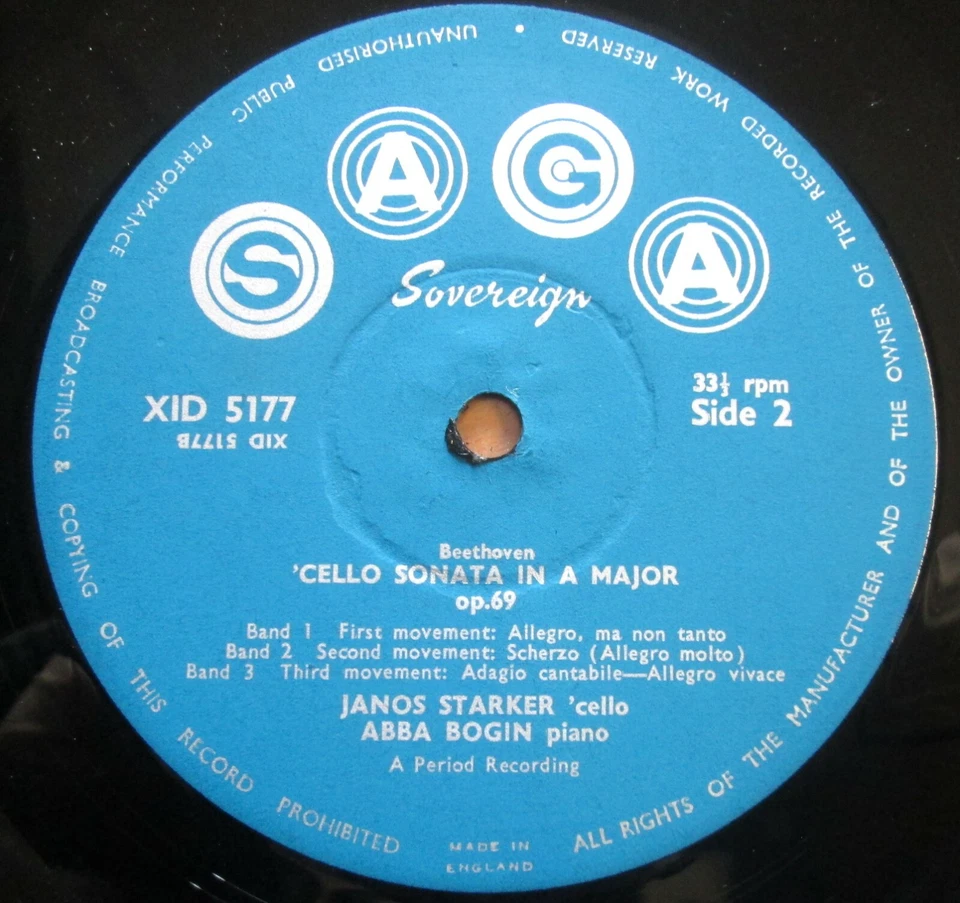 SAGA
Sovereign
XID 5177
XID 5177B
33⅓ rpm
Side 2
Beethoven
'CELLO SONATA IN A MAJOR
op.69
Band 1 First movement: Allegro, ma non tanto
Band 2 Second movement: Scherzo (Allegro molto)
Band 3 Third movement: Adagio cantabile—Allegro vivace
JANOS STARKER 'cello
ABBA BOGIN piano
A Period Recording
MADE IN
ENGLAND
ALL RIGHTS OF THE MANUFACTURER AND OF THE OWNER OF THE RECORDED WORK RESERVED • UNAUTHORISED PUBLIC PERFORMANCE BROADCASTING & COPYING OF THIS RECORD PROHIBITED